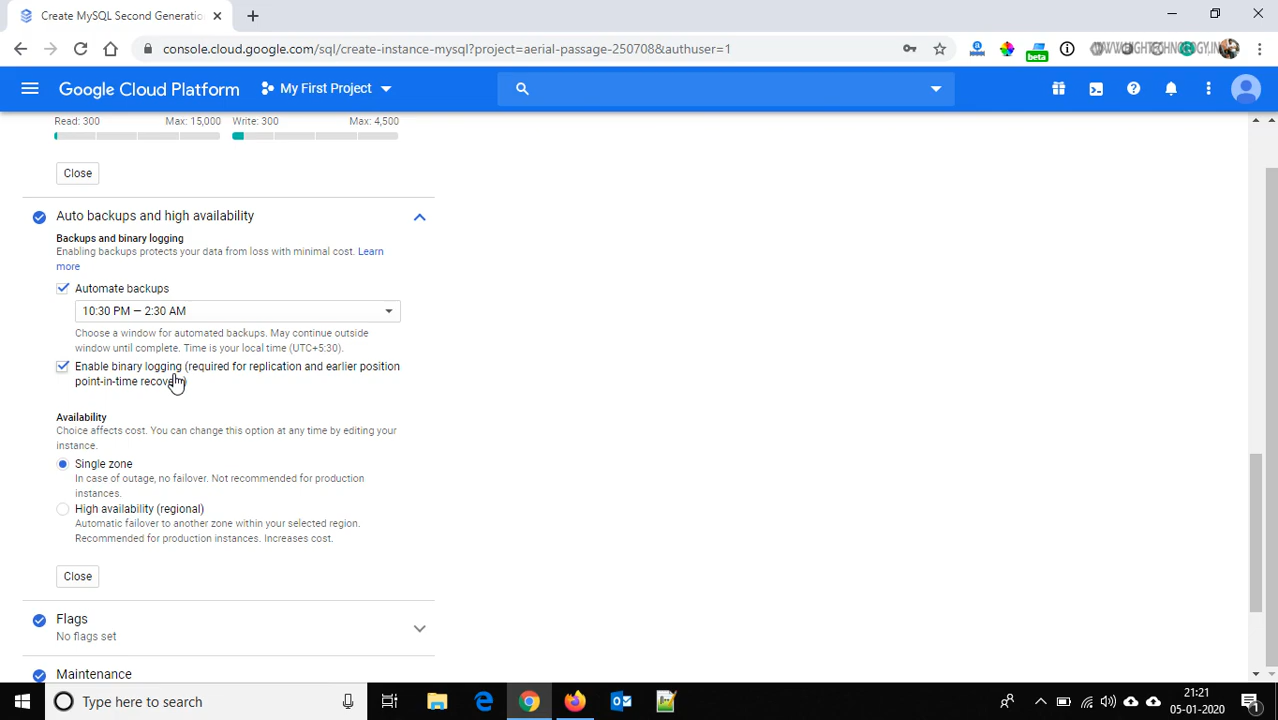 Create MySQL Second Generatio
console.cloud.google.com/sql/create-instance-mysql?project=aerial-passage-250708&authuser=1
beta
Google Cloud Platform
My First Project
Read: 300 Max: 15,000 Write: 300 Max: 4,500
Close
Auto backups and high availability
Backups and binary logging
Enabling backups protects your data from loss with minimal cost. Learn
more
Automate backups
10:30 PM — 2:30 AM
Choose a window for automated backups. May continue outside
window until complete. Time is your local time (UTC+5:30).
Enable binary logging (required for replication and earlier position
point-in-time recovery)
Availability
Choice affects cost. You can change this option at any time by editing your
instance.
Single zone
In case of outage, no failover. Not recommended for production
instances.
High availability (regional)
Automatic failover to another zone within your selected region.
Recommended for production instances. Increases cost.
Close
Flags
No flags set
Maintenance
Type here to search
21:21
05-01-2020
1